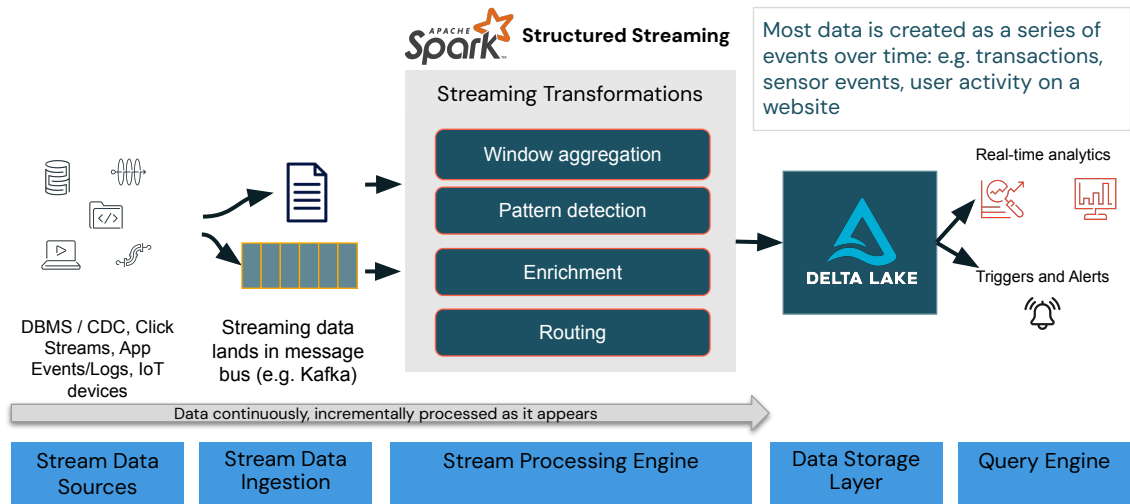 APACHE
Spark™
Structured Streaming
Most data is created as a series of
events over time: e.g. transactions,
sensor events, user activity on a
website
Streaming Transformations
Window aggregation
Pattern detection
Enrichment
Routing
</>
DELTA LAKE
Real-time analytics
Triggers and Alerts
DBMS / CDC, Click
Streams, App
Events/Logs, IoT
devices
Streaming data
lands in message
bus (e.g. Kafka)
Data continuously, incrementally processed as it appears
Stream Data
Sources
Stream Data
Ingestion
Stream Processing Engine
Data Storage
Layer
Query Engine